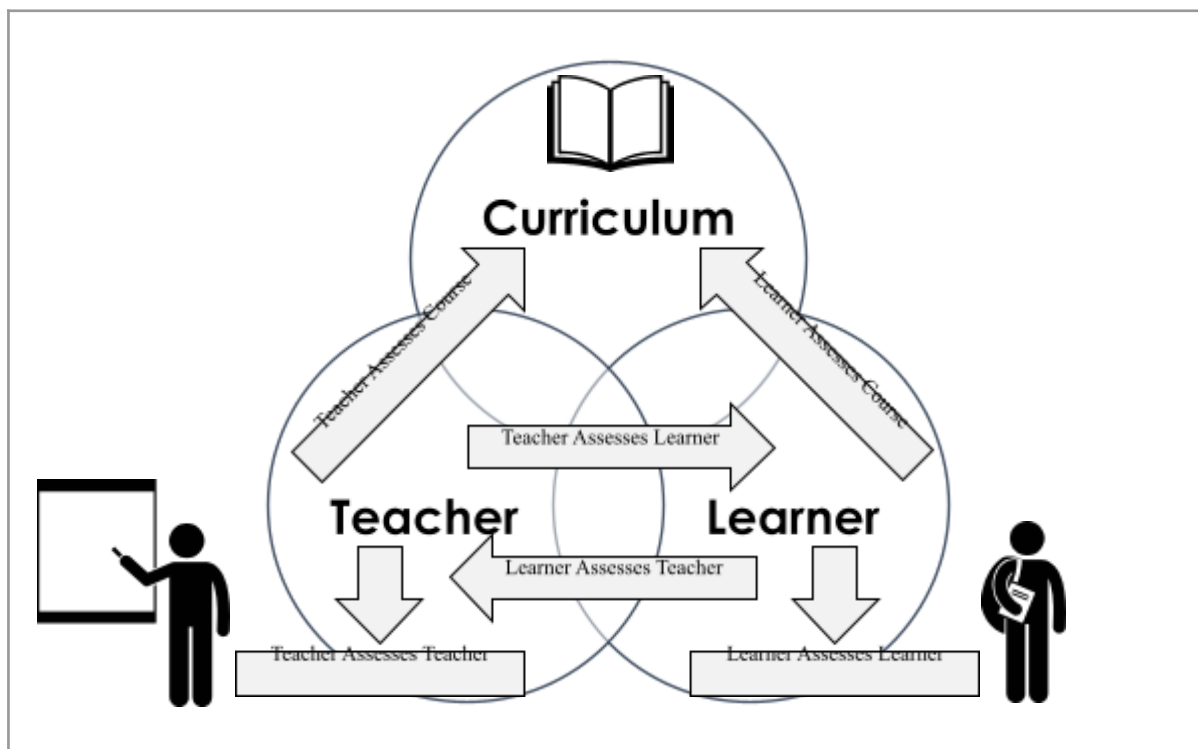 Curriculum
Teacher Assesses Course
Learner Assesses Course
Teacher Assesses Learner
Teacher
Learner
Learner Assesses Teacher
Teacher Assesses Teacher
Learner Assesses Learner